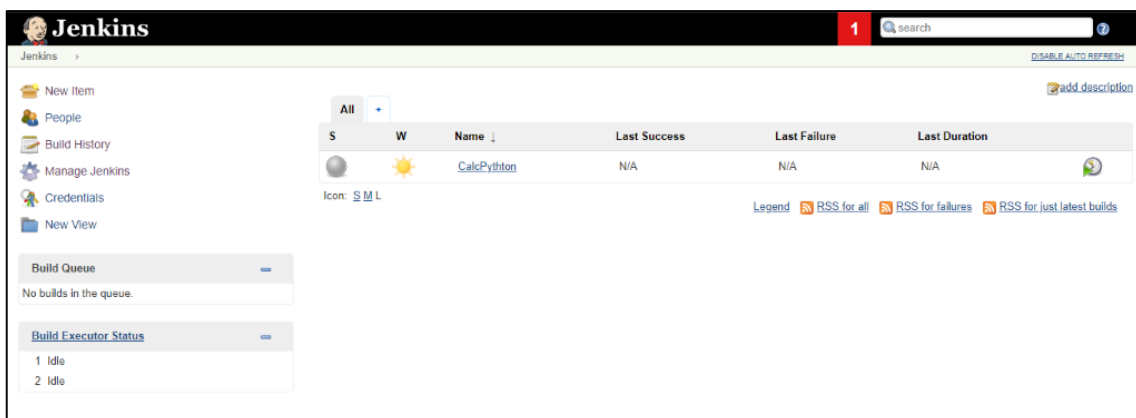 Jenkins
1
search
Jenkins
DISABLE AUTO REFRESH
New Item
People
Build History
Manage Jenkins
Credentials
New View
add description
All +
S W Name ↓ Last Success Last Failure Last Duration
CalcPythton N/A N/A N/A
Icon: S M L
Legend RSS for all RSS for failures RSS for just latest builds
Build Queue
No builds in the queue.
Build Executor Status
1 Idle
2 Idle